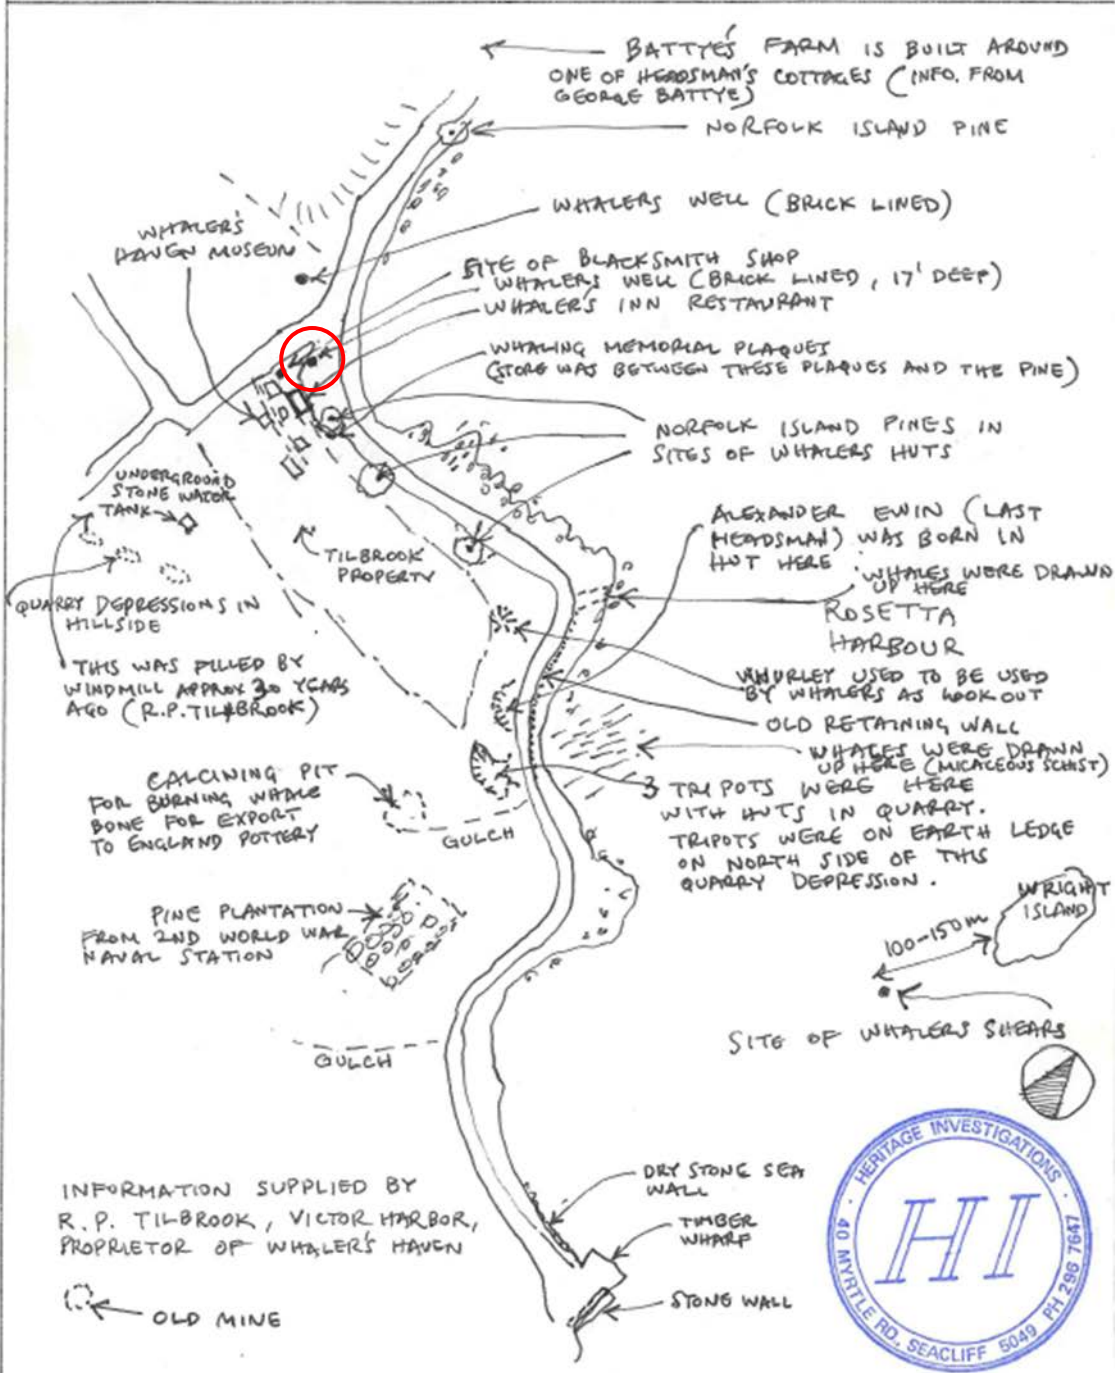 BATTYE'S FARM IS BUILT AROUND
ONE OF HEADSMAN'S COTTAGES (INFO. FROM
GEORGE BATTYE)
NORFOLK ISLAND PINE
WHALERS WELL (BRICK LINED)
WHALER'S
HAVEN MUSEUM
SITE OF BLACKSMITH SHOP
WHALERS WELL (BRICK LINED, 17' DEEP)
WHALER'S INN RESTAURANT
WHALING MEMORIAL PLAQUES
(STORE WAS BETWEEN THESE PLAQUES AND THE PINE)
NORFOLK ISLAND PINES IN
SITES OF WHALERS HUTS
UNDERGROUND
STONE WATER
TANK
TILBROOK
PROPERTY
ALEXANDER EWIN (LAST
HEADSMAN) WAS BORN IN
HUT HERE
WHALES WERE DRAWN
UP HERE
ROSETTA
HARBOUR
QUARRY DEPRESSIONS IN
HILLSIDE
THIS WAS FILLED BY
WINDMILL APPROX 30 YEARS
AGO (R.P. TILBROOK)
WHURLEY USED TO BE USED
BY WHALERS AS LOOKOUT
OLD RETAINING WALL
WHALES WERE DRAWN
UP HERE (MICACEOUS SCHIST)
CALCINING PIT
FOR BURNING WHALE
BONE FOR EXPORT
TO ENGLAND POTTERY
GULCH
3 TRIPOTS WERE HERE
WITH HUTS IN QUARRY.
TRIPOTS WERE ON EARTH LEDGE
ON NORTH SIDE OF THIS
QUARRY DEPRESSION.
WRIGHT
ISLAND
100-150m
PINE PLANTATION
FROM 2ND WORLD WAR
NAVAL STATION
SITE OF WHALERS SHEARS
GULCH
INFORMATION SUPPLIED BY
R. P. TILBROOK, VICTOR HARBOR,
PROPRIETOR OF WHALER'S HAVEN
OLD MINE
DRY STONE SEA
WALL
TIMBER
WHARF
STONE WALL
HERITAGE INVESTIGATIONS
HI
40 MYRTLE RD, SEACLIFF 5049 PH 296 7647